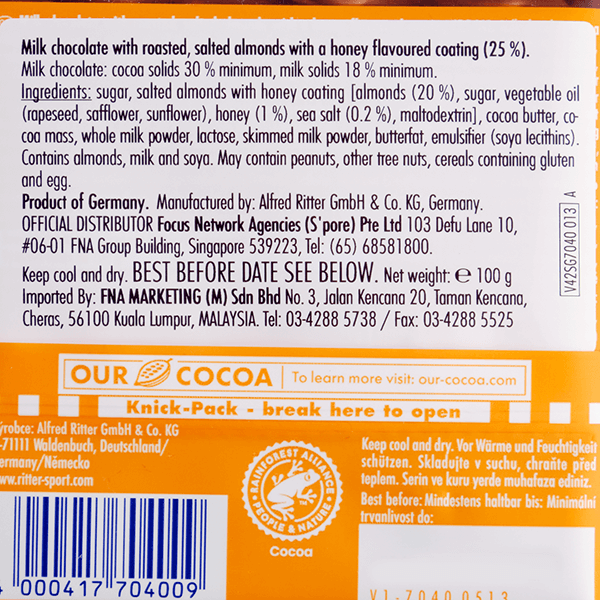 Milk chocolate with roasted, salted almonds with a honey flavoured coating (25 %).
Milk chocolate: cocoa solids 30 % minimum, milk solids 18 % minimum.
Ingredients: sugar, salted almonds with honey coating [almonds (20 %), sugar, vegetable oil
(rapeseed, safflower, sunflower), honey (1 %), sea salt (0.2 %), maltodextrin], cocoa butter, co-
coa mass, whole milk powder, lactose, skimmed milk powder, butterfat, emulsifier (soya lecithins).
Contains almonds, milk and soya. May contain peanuts, other tree nuts, cereals containing gluten
and egg.
Product of Germany. Manufactured by: Alfred Ritter GmbH & Co. KG, Germany.
OFFICIAL DISTRIBUTOR Focus Network Agencies (S'pore) Pte Ltd 103 Defu Lane 10,
#06-01 FNA Group Building, Singapore 539223, Tel: (65) 68581800.
Keep cool and dry. BEST BEFORE DATE SEE BELOW. Net weight: ℮ 100 g
Imported By: FNA MARKETING (M) Sdn Bhd No. 3, Jalan Kencana 20, Taman Kencana,
Cheras, 56100 Kuala Lumpur, MALAYSIA. Tel: 03-4288 5738 / Fax: 03-4288 5525
V42SG7040 013 A
OUR COCOA To learn more visit: our-cocoa.com
Knick-Pack - break here to open
ýrobce: Alfred Ritter GmbH & Co. KG
-71111 Waldenbuch, Deutschland/
ermany/Německo
www.ritter-sport.com
4 000417 704009
RAINFOREST ALLIANCE
PEOPLE & NATURE
TM
Cocoa
Keep cool and dry. Vor Wärme und Feuchtigkeit
schützen. Skladujte v suchu, chraňte před
teplem. Serin ve kuru yerde muhafaza ediniz.
Best before: Mindestens haltbar bis: Minimální
trvanlivost do:
V1-7040 0513